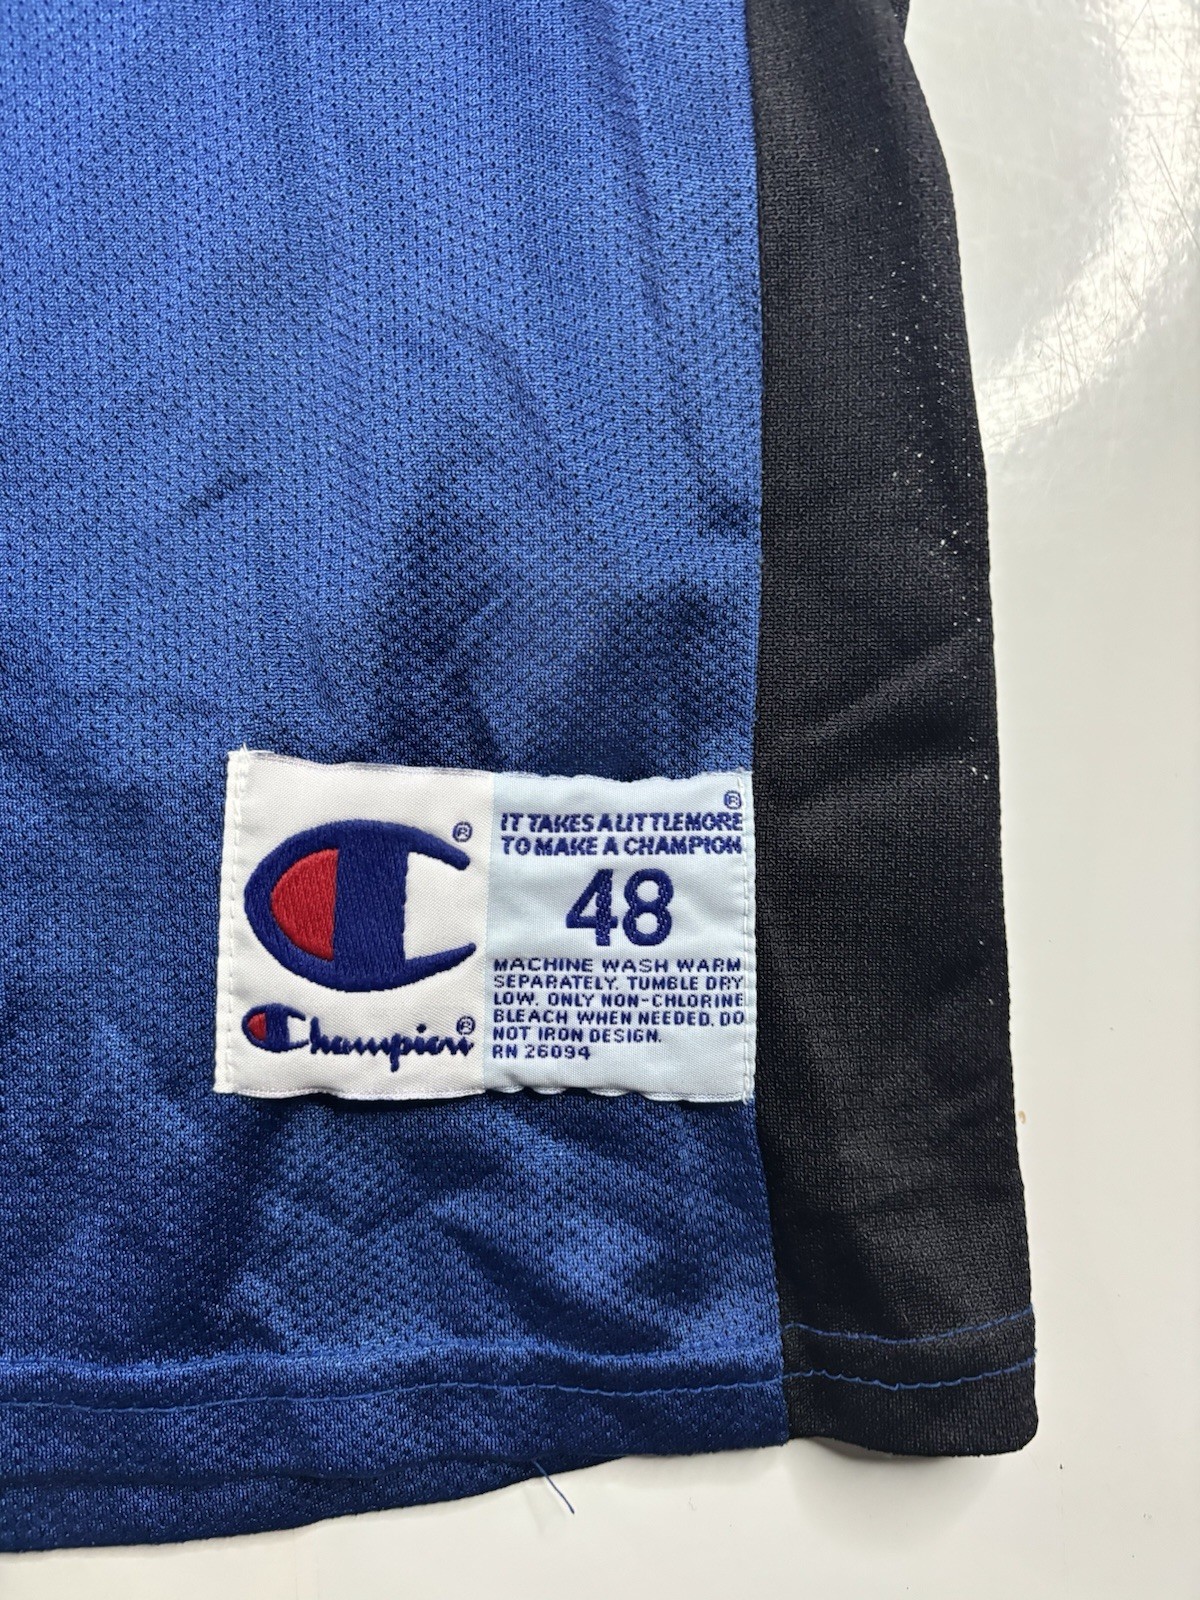 ®
IT TAKES A LITTLE MORE
TO MAKE A CHAMPION
48
MACHINE WASH WARM
SEPARATELY. TUMBLE DRY
LOW. ONLY NON-CHLORINE
BLEACH WHEN NEEDED. DO
NOT IRON DESIGN.
RN 26094
®
Champion®